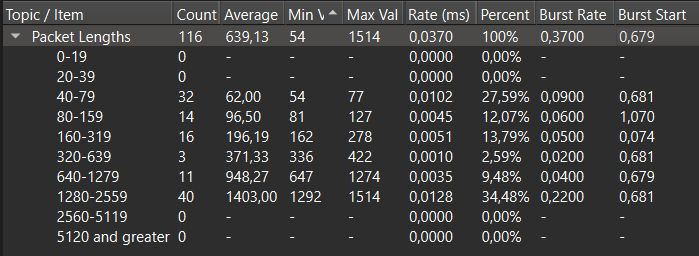 Topic / Item Count Average Min V Max Val Rate (ms) Percent Burst Rate Burst Start
Packet Lengths 116 639,13 54 1514 0,0370 100% 0,3700 0,679
0-19 0 - - - 0,0000 0,00% - -
20-39 0 - - - 0,0000 0,00% - -
40-79 32 62,00 54 77 0,0102 27,59% 0,0900 0,681
80-159 14 96,50 81 127 0,0045 12,07% 0,0600 1,070
160-319 16 196,19 162 278 0,0051 13,79% 0,0500 0,074
320-639 3 371,33 336 422 0,0010 2,59% 0,0200 0,681
640-1279 11 948,27 647 1274 0,0035 9,48% 0,0400 0,679
1280-2559 40 1403,00 1292 1514 0,0128 34,48% 0,2200 0,681
2560-5119 0 - - - 0,0000 0,00% - -
5120 and greater 0 - - - 0,0000 0,00% - -